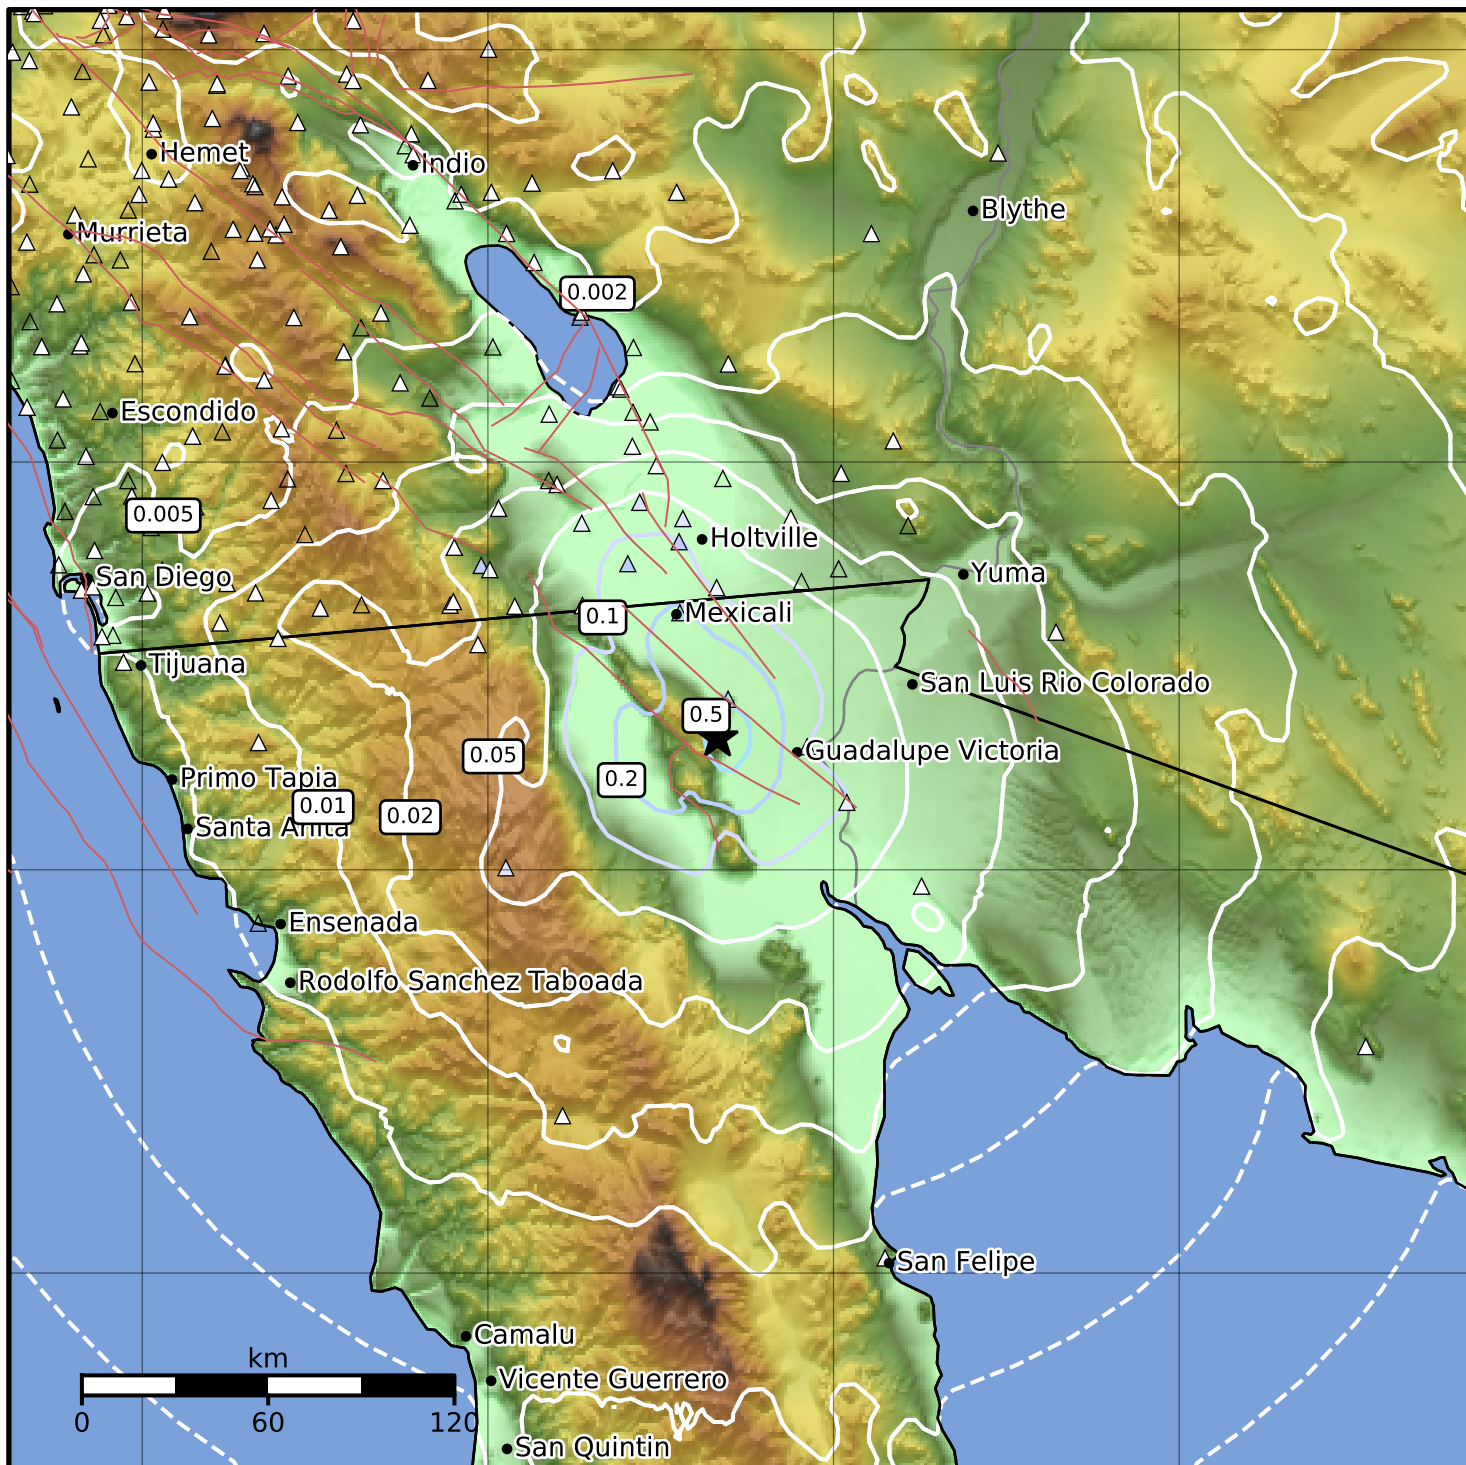 Hemet
Indio
Blythe
Murrieta
0.002
Escondido
0.005
Holtville
San Diego
Yuma
0.1
Mexicali
Tijuana
San Luis Rio Colorado
0.5
Guadalupe Victoria
0.05
Primo Tapia
0.2
0.01
0.02
Santa Anita
Ensenada
Rodolfo Sanchez Taboada
San Felipe
Camalu
km
Vicente Guerrero
0 60 120
San Quintin